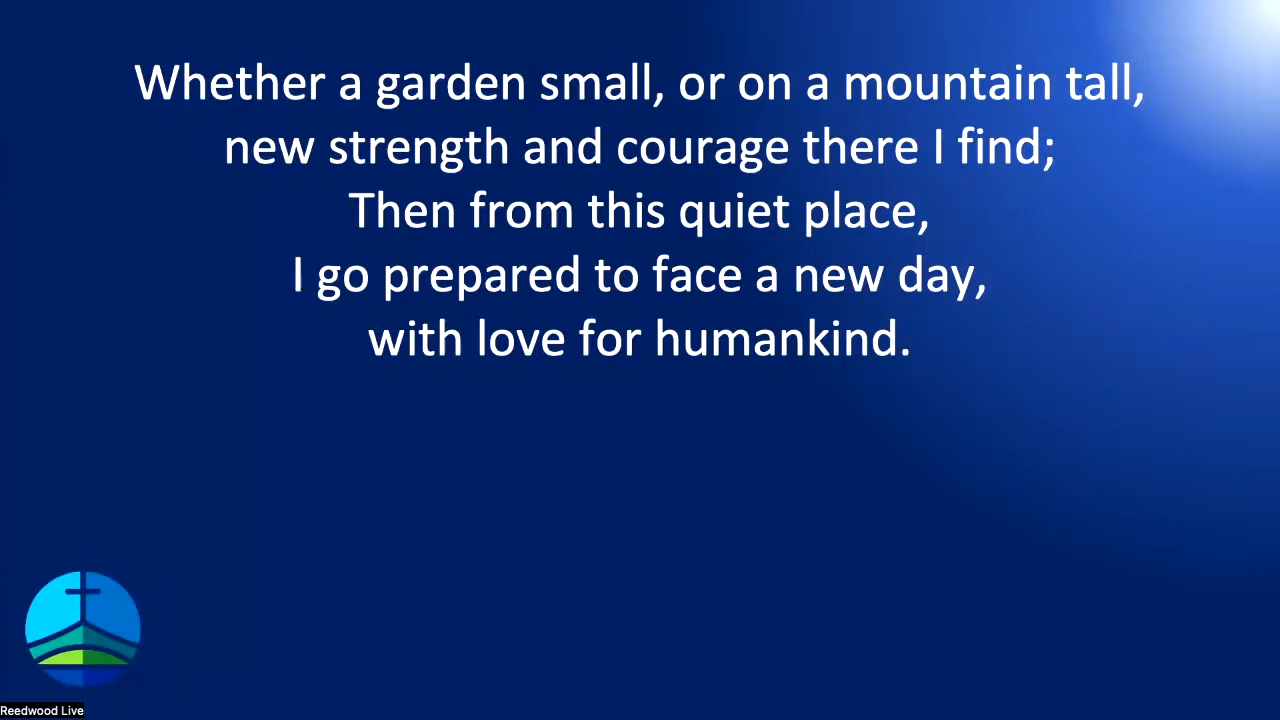 Whether a garden small, or on a mountain tall,
new strength and courage there I find;
Then from this quiet place,
I go prepared to face a new day,
with love for humankind.
Reedwood Live